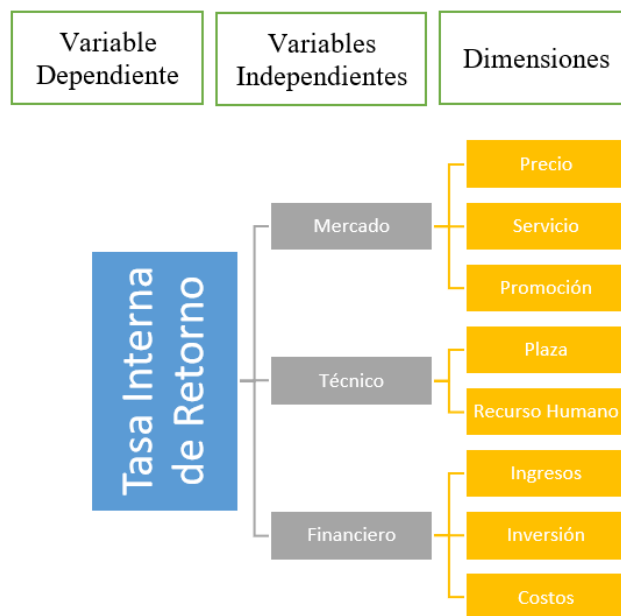 Variable
Dependiente
Variables
Independientes
Dimensiones
Tasa Interna
de Retorno
Mercado
Precio
Servicio
Promoción
Técnico
Plaza
Recurso Humano
Financiero
Ingresos
Inversión
Costos